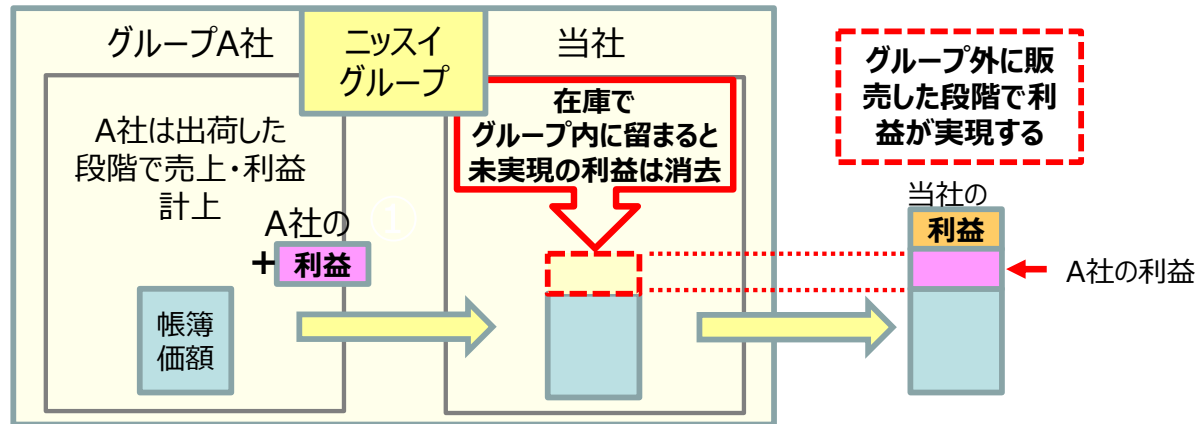 グループA社
ニッスイ
グループ
当社
A社は出荷した
段階で売上・利益
計上
A社の
①
+
利益
帳簿
価額
在庫で
グループ内に留まると
未実現の利益は消去
グループ外に販
売した段階で利
益が実現する
当社の
利益
A社の利益